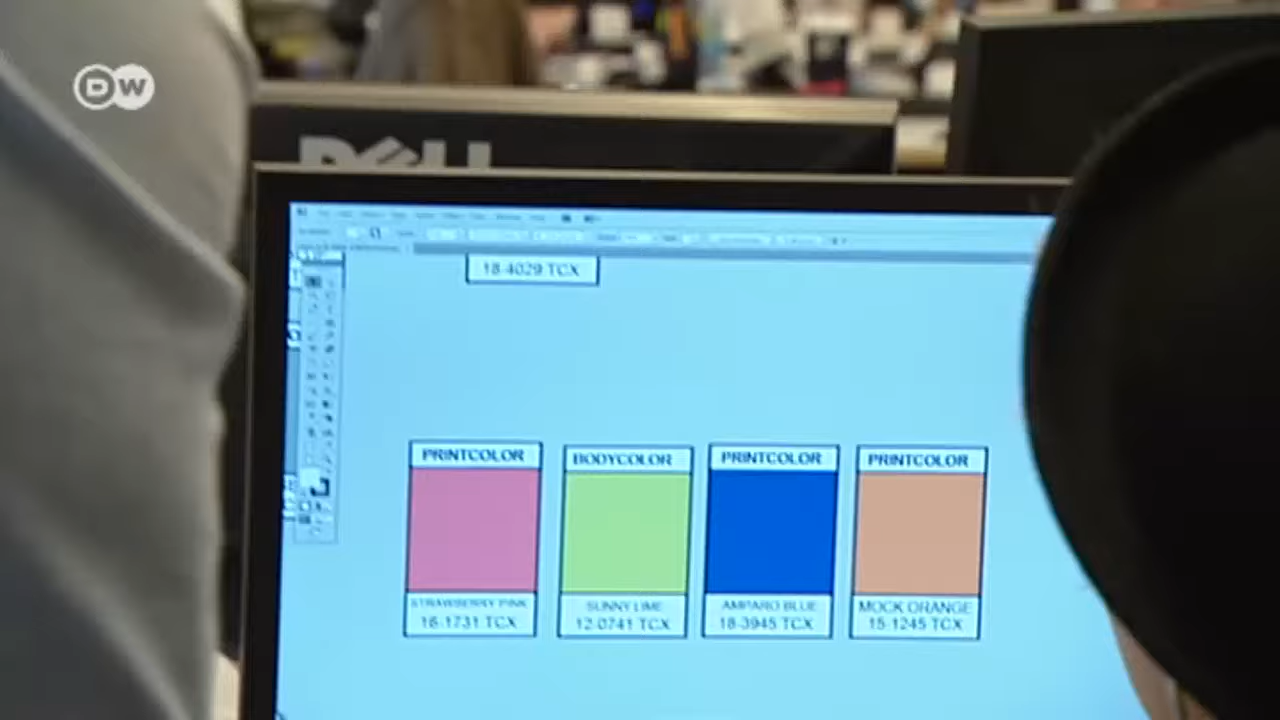 DW
DELL
18-4029 TCX
PRINTCOLOR
STRAWBERRY PINK
16-1731 TCX
BODYCOLOR
SUNNY LIME
12-0741 TCX
PRINTCOLOR
AMPARO BLUE
18-3945 TCX
PRINTCOLOR
MOCK ORANGE
15-1245 TCX